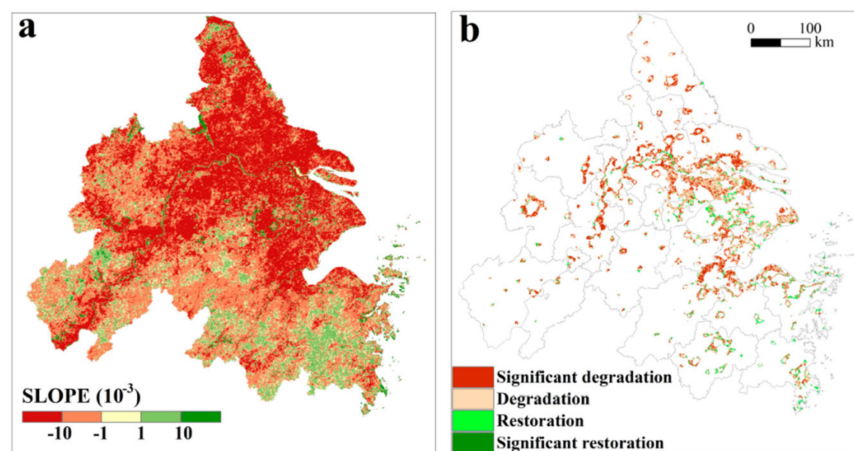 a
SLOPE (10⁻³)
-10 -1 1 10
b
0 100
km
Significant degradation
Degradation
Restoration
Significant restoration